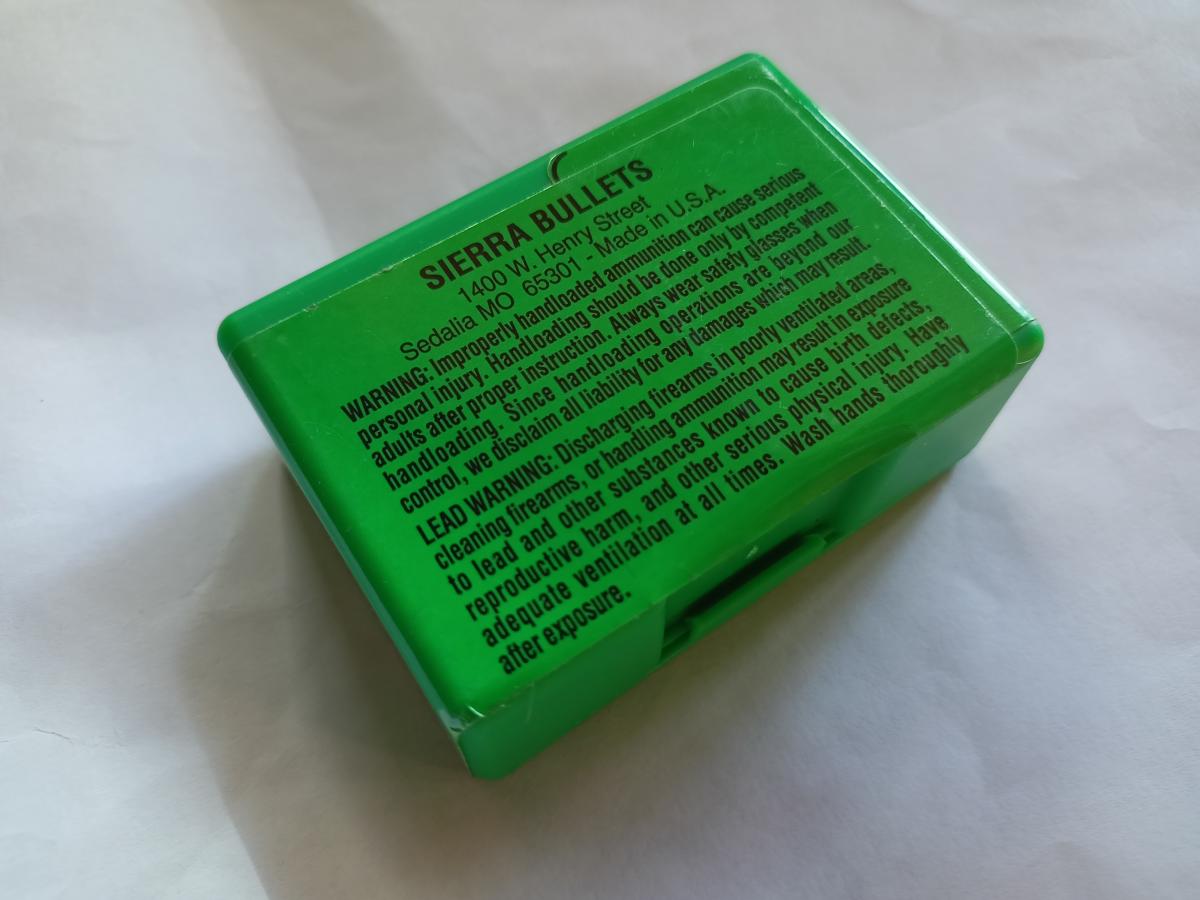 SIERRA BULLETS
1400 W. Henry Street
Sedalia MO 65301 - Made in U.S.A.
WARNING: Improperly handloaded ammunition can cause serious
personal injury. Handloading should be done only by competent
adults after proper instruction. Always wear safety glasses when
handloading. Since handloading operations are beyond our
control, we disclaim all liability for any damages which may result.
LEAD WARNING: Discharging firearms in poorly ventilated areas,
cleaning firearms, or handling ammunition may result in exposure
to lead and other substances known to cause birth defects,
reproductive harm, and other serious physical injury. Have
adequate ventilation at all times. Wash hands thoroughly
after exposure.